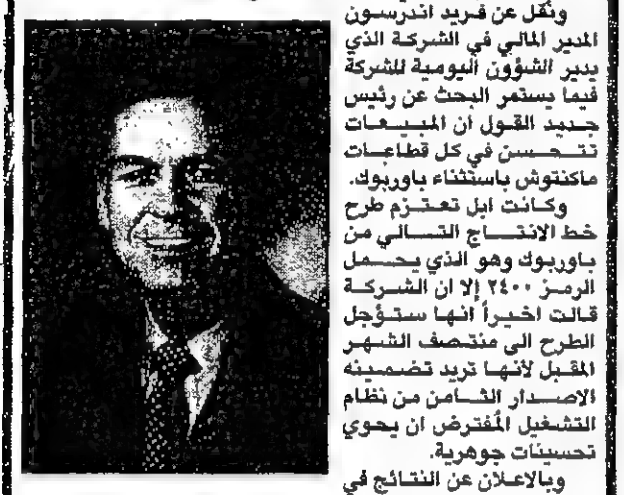 ونقل عن فريد اندرسون
المدير المالي في الشركة الذي
يدير الشؤون اليومية للشركة
فيما يستمر البحث عن رئيس
جديد القول ان المبيعات
تتحسن في كل قطاعات
ماكنتوش باستثناء باوربوك.
وكانت ابل تعتزم طرح
خط الانتاج التالي من
باوربوك وهو الذي يحمل
الرمز ٢٤٠٠ إلا ان الشركة
قالت اخيراً انها ستؤجل
الطرح الى منتصف الشهر
المقبل لأنها تريد تضمينه
الاصدار الثامن من نظام
التشغيل المُفترض ان يحوي
تحسينات جوهرية.
وبالاعلان عن النتائج في